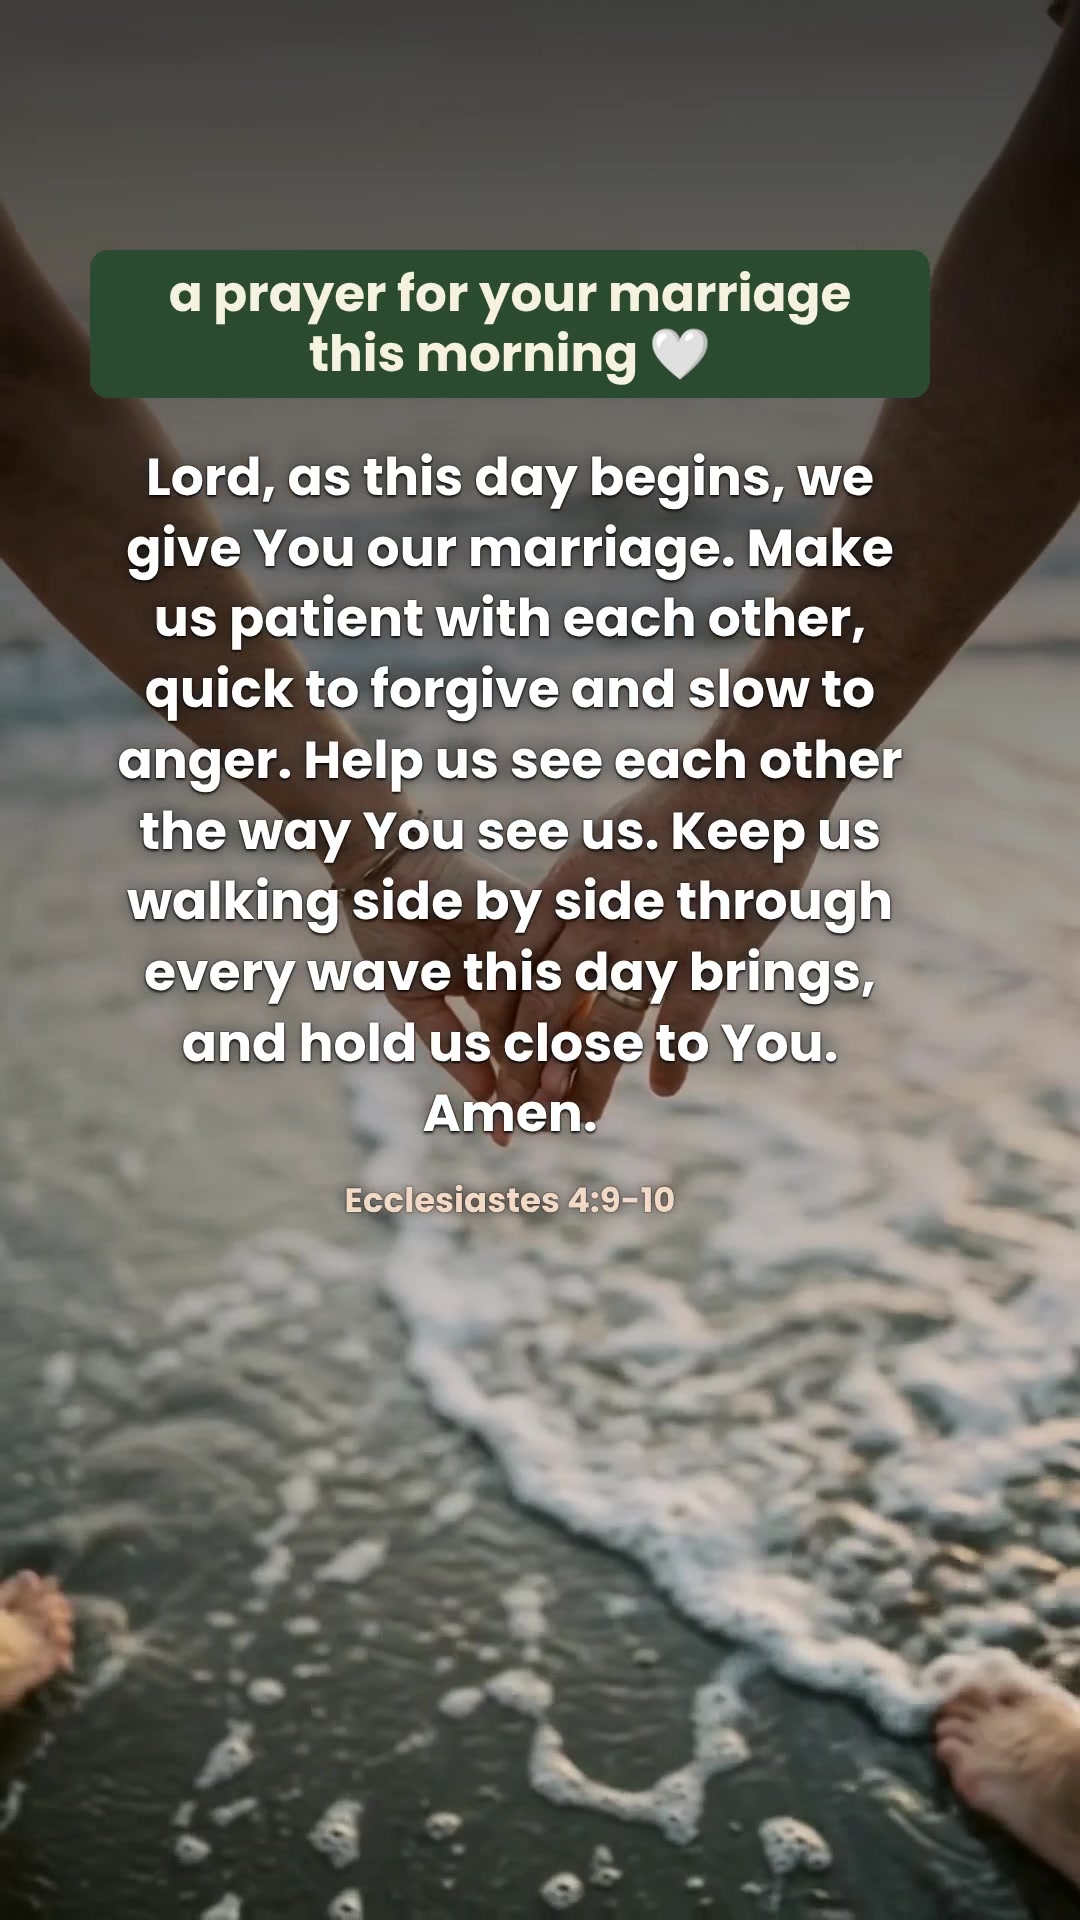 a prayer for your marriage
this morning 🤍
Lord, as this day begins, we
give You our marriage. Make
us patient with each other,
quick to forgive and slow to
anger. Help us see each other
the way You see us. Keep us
walking side by side through
every wave this day brings,
and hold us close to You.
Amen.
Ecclesiastes 4:9-10